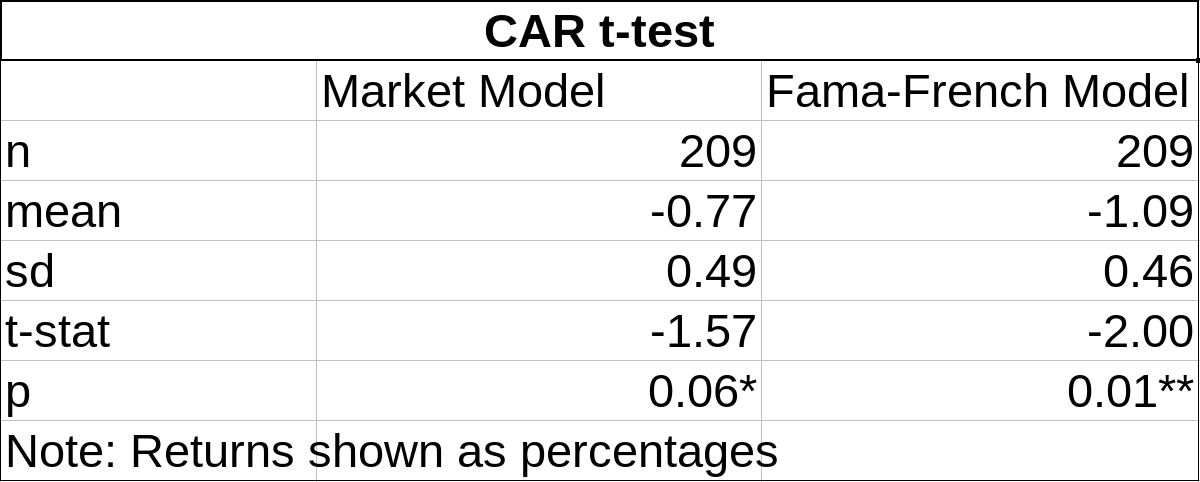 CAR t-test
Market Model Fama-French Model
n 209 209
mean -0.77 -1.09
sd 0.49 0.46
t-stat -1.57 -2.00
p 0.06* 0.01**
Note: Returns shown as percentages